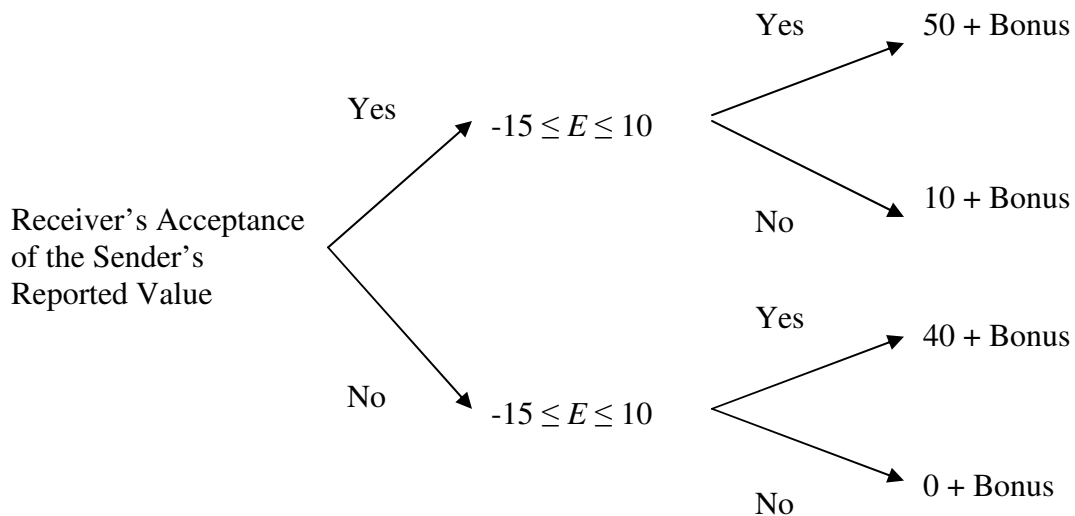 Yes
50 + Bonus
Yes
-15 ≤ E ≤ 10
10 + Bonus
No
Receiver’s Acceptance
of the Sender’s
Reported Value
Yes
40 + Bonus
No
-15 ≤ E ≤ 10
0 + Bonus
No